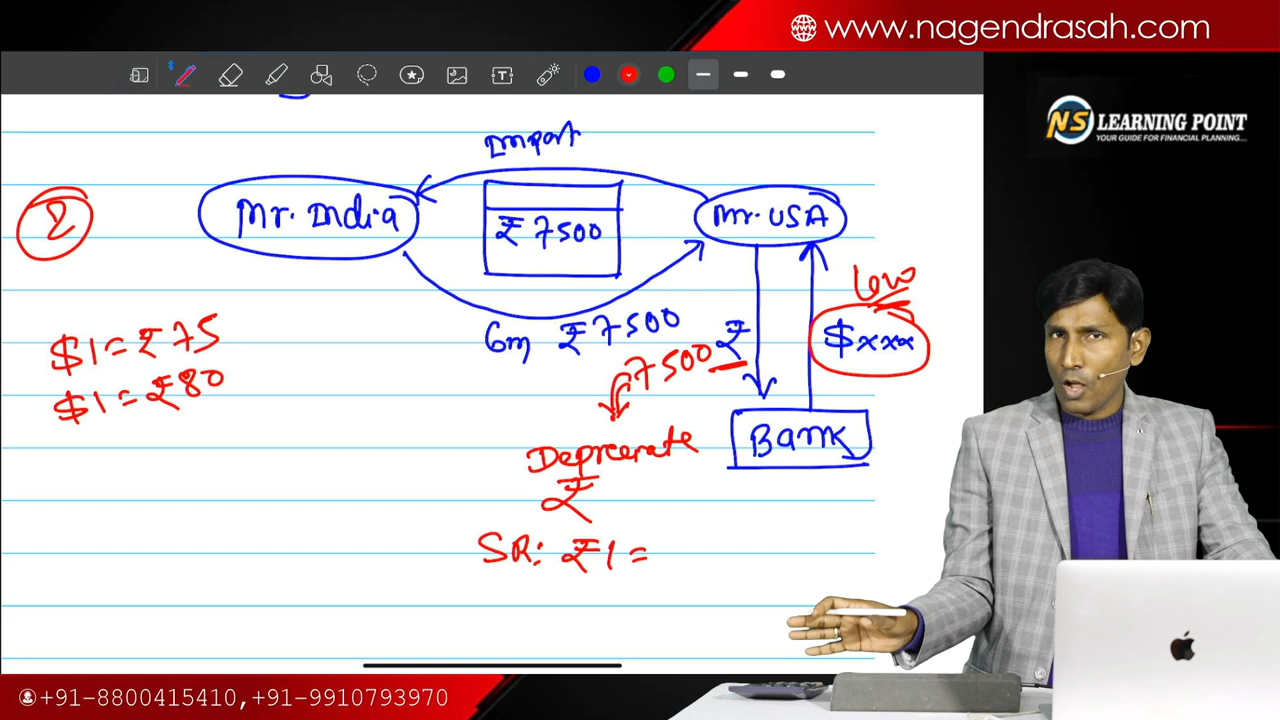 www.nagendrasah.com
T
NS LEARNING POINT
YOUR GUIDE FOR FINANCIAL PLANNING....
Import
2
Mr. India
₹ 7500
Mr. USA
low
6m ₹ 7500
₹
$xxx
$1 = ₹ 75
7500
$1 = ₹ 80
Bank
₹
SR: ₹1 =
+91-8800415410,+91-9910793970